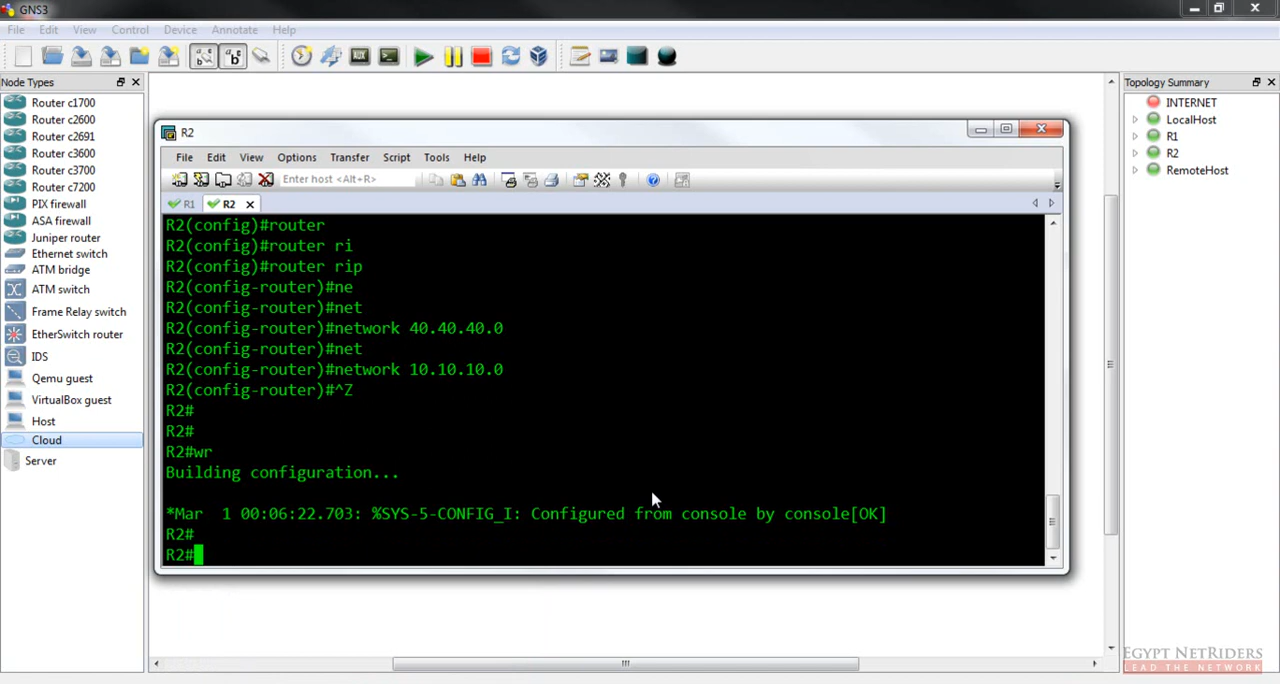 GNS3
File Edit View Control Device Annotate Help
AUX
Node Types
Router c1700
Router c2600
Router c2691
Router c3600
Router c3700
Router c7200
PIX firewall
ASA firewall
Juniper router
Ethernet switch
ATM bridge
ATM switch
Frame Relay switch
EtherSwitch router
IDS
Qemu guest
VirtualBox guest
Host
Cloud
Server
R2
File Edit View Options Transfer Script Tools Help
Enter host <Alt+R>
R1 R2
R2(config)#router
R2(config)#router ri
R2(config)#router rip
R2(config-router)#ne
R2(config-router)#net
R2(config-router)#network 40.40.40.0
R2(config-router)#net
R2(config-router)#network 10.10.10.0
R2(config-router)#^Z
R2#
R2#
R2#wr
Building configuration...
*Mar  1 00:06:22.703: %SYS-5-CONFIG_I: Configured from console by console[OK]
R2#
R2#
Topology Summary
INTERNET
LocalHost
R1
R2
RemoteHost
EGYPT NETRIDERS
LEAD THE NETWORK